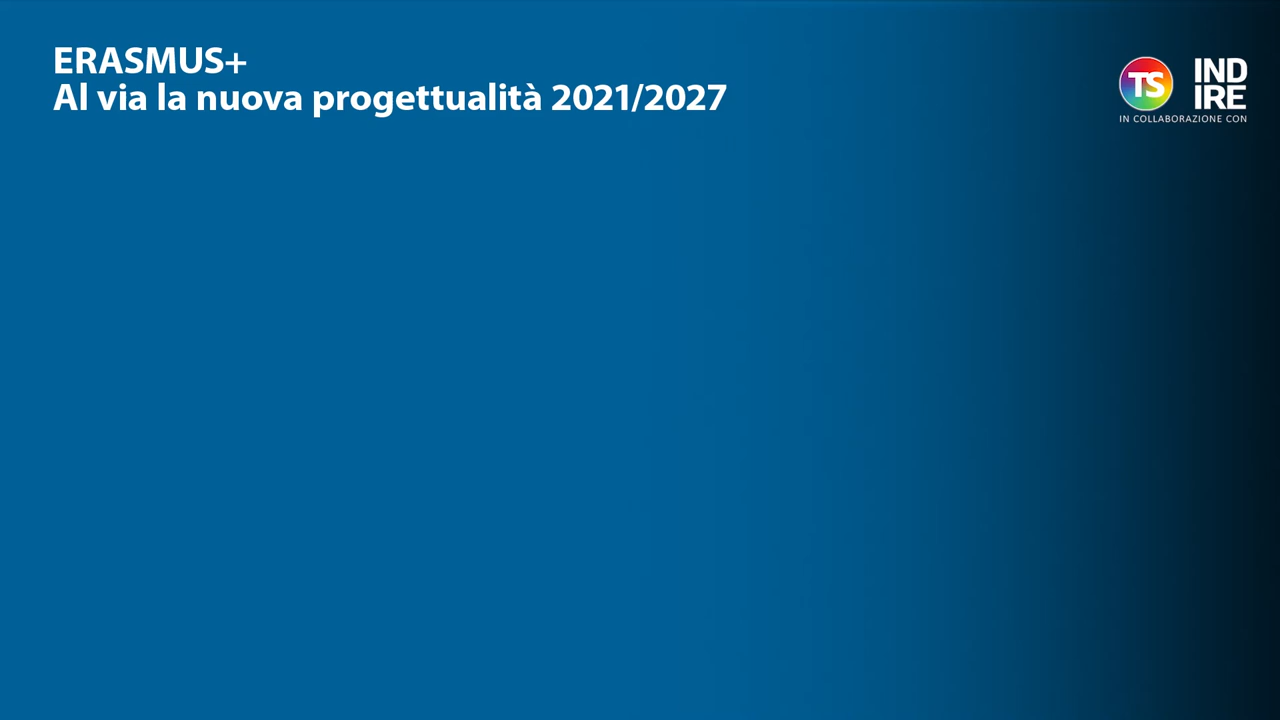 ERASMUS+
Al via la nuova progettualità 2021/2027
TS
IND
IRE
IN COLLABORAZIONE CON